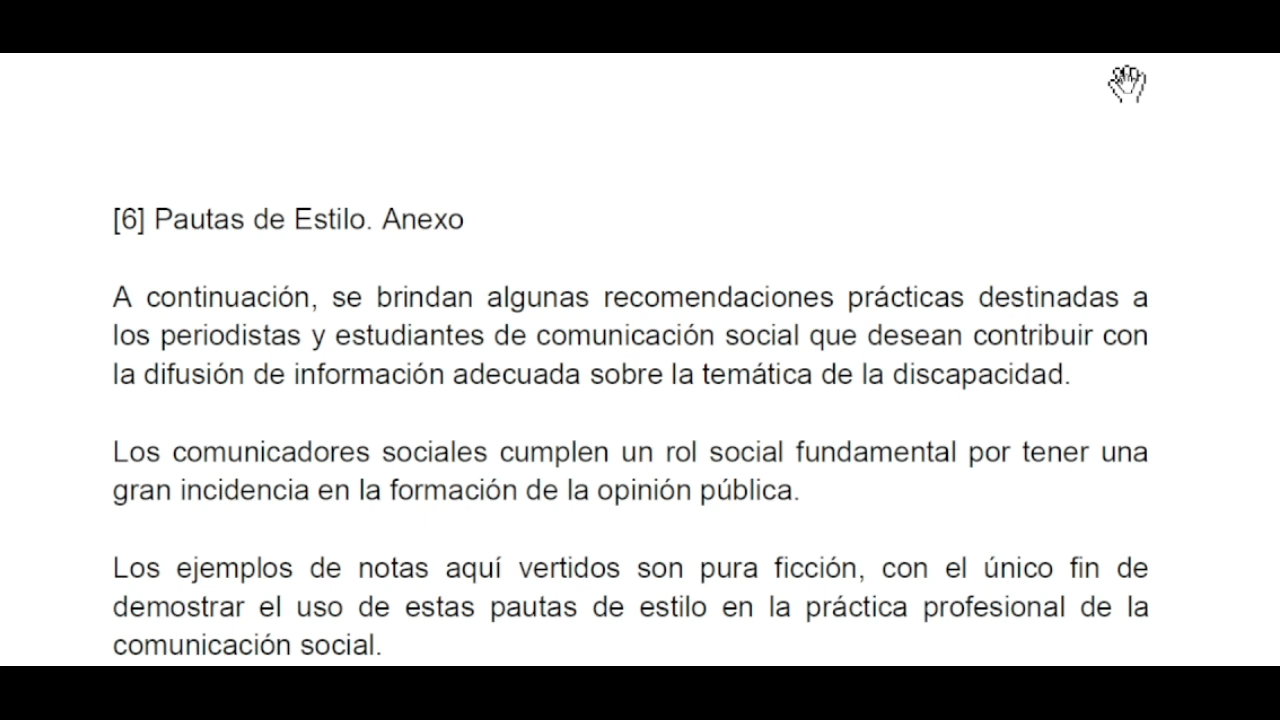 [6] Pautas de Estilo. Anexo
A continuación, se brindan algunas recomendaciones prácticas destinadas a
los periodistas y estudiantes de comunicación social que desean contribuir con
la difusión de información adecuada sobre la temática de la discapacidad.
Los comunicadores sociales cumplen un rol social fundamental por tener una
gran incidencia en la formación de la opinión pública.
Los ejemplos de notas aquí vertidos son pura ficción, con el único fin de
demostrar el uso de estas pautas de estilo en la práctica profesional de la
comunicación social.